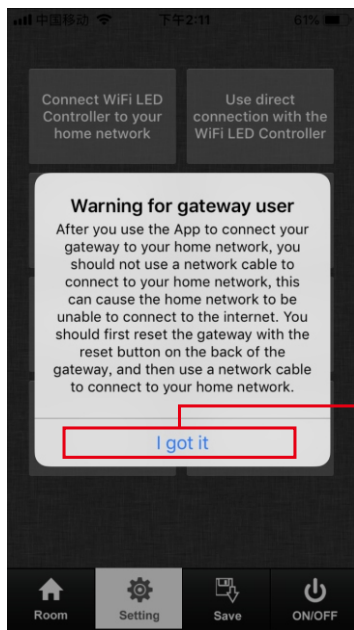 中国移动 下午2:11 61%
Connect WiFi LED
Controller to your
home network
Use direct
connection with the
WiFi LED Controller
Warning for gateway user
After you use the App to connect your
gateway to your home network, you
should not use a network cable to
connect to your home network, this
can cause the home network to be
unable to connect to the internet. You
should first reset the gateway with the
reset button on the back of the
gateway, and then use a network cable
to connect to your home network.
I got it
Room Setting Save ON/OFF